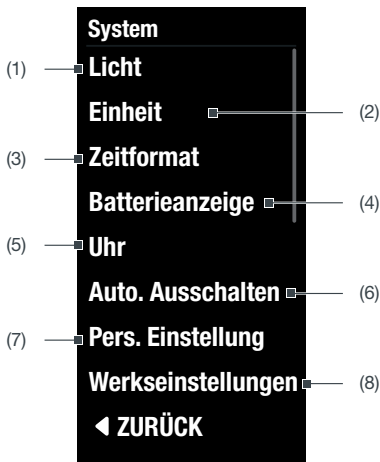 System
(1) Licht
Einheit (2)
(3) Zeitformat
Batterieanzeige (4)
(5) Uhr
Auto. Ausschalten (6)
(7) Pers. Einstellung
Werkseinstellungen (8)
◀ ZURÜCK